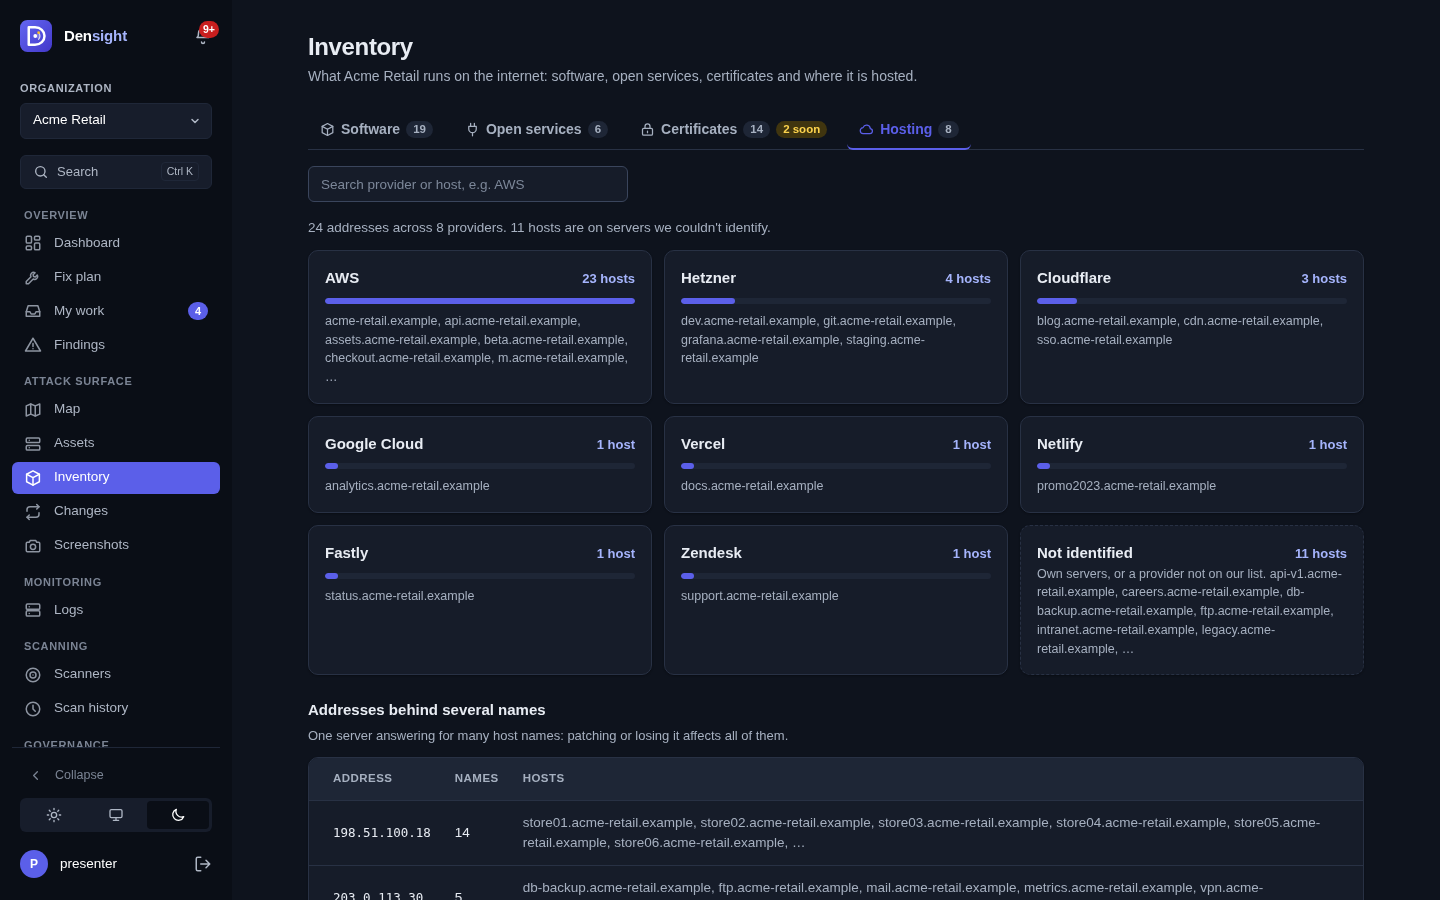 Densight
9+
ORGANIZATION
Acme Retail
Search
Ctrl K
OVERVIEW
Dashboard
Fix plan
My work
4
Findings
ATTACK SURFACE
Map
Assets
Inventory
Changes
Screenshots
MONITORING
Logs
SCANNING
Scanners
Scan history
GOVERNANCE
Collapse
P
presenter
Inventory
What Acme Retail runs on the internet: software, open services, certificates and where it is hosted.
Software 19
Open services 6
Certificates 14 2 soon
Hosting 8
Search provider or host, e.g. AWS
24 addresses across 8 providers. 11 hosts are on servers we couldn't identify.
AWS
23 hosts
acme-retail.example, api.acme-retail.example,
assets.acme-retail.example, beta.acme-retail.example,
checkout.acme-retail.example, m.acme-retail.example,
…
Hetzner
4 hosts
dev.acme-retail.example, git.acme-retail.example,
grafana.acme-retail.example, staging.acme-
retail.example
Cloudflare
3 hosts
blog.acme-retail.example, cdn.acme-retail.example,
sso.acme-retail.example
Google Cloud
1 host
analytics.acme-retail.example
Vercel
1 host
docs.acme-retail.example
Netlify
1 host
promo2023.acme-retail.example
Fastly
1 host
status.acme-retail.example
Zendesk
1 host
support.acme-retail.example
Not identified
11 hosts
Own servers, or a provider not on our list. api-v1.acme-
retail.example, careers.acme-retail.example, db-
backup.acme-retail.example, ftp.acme-retail.example,
intranet.acme-retail.example, legacy.acme-
retail.example, …
Addresses behind several names
One server answering for many host names: patching or losing it affects all of them.
ADDRESS NAMES HOSTS
198.51.100.18 14 store01.acme-retail.example, store02.acme-retail.example, store03.acme-retail.example, store04.acme-retail.example, store05.acme-
retail.example, store06.acme-retail.example, …
203.0.113.30 5 db-backup.acme-retail.example, ftp.acme-retail.example, mail.acme-retail.example, metrics.acme-retail.example, vpn.acme-